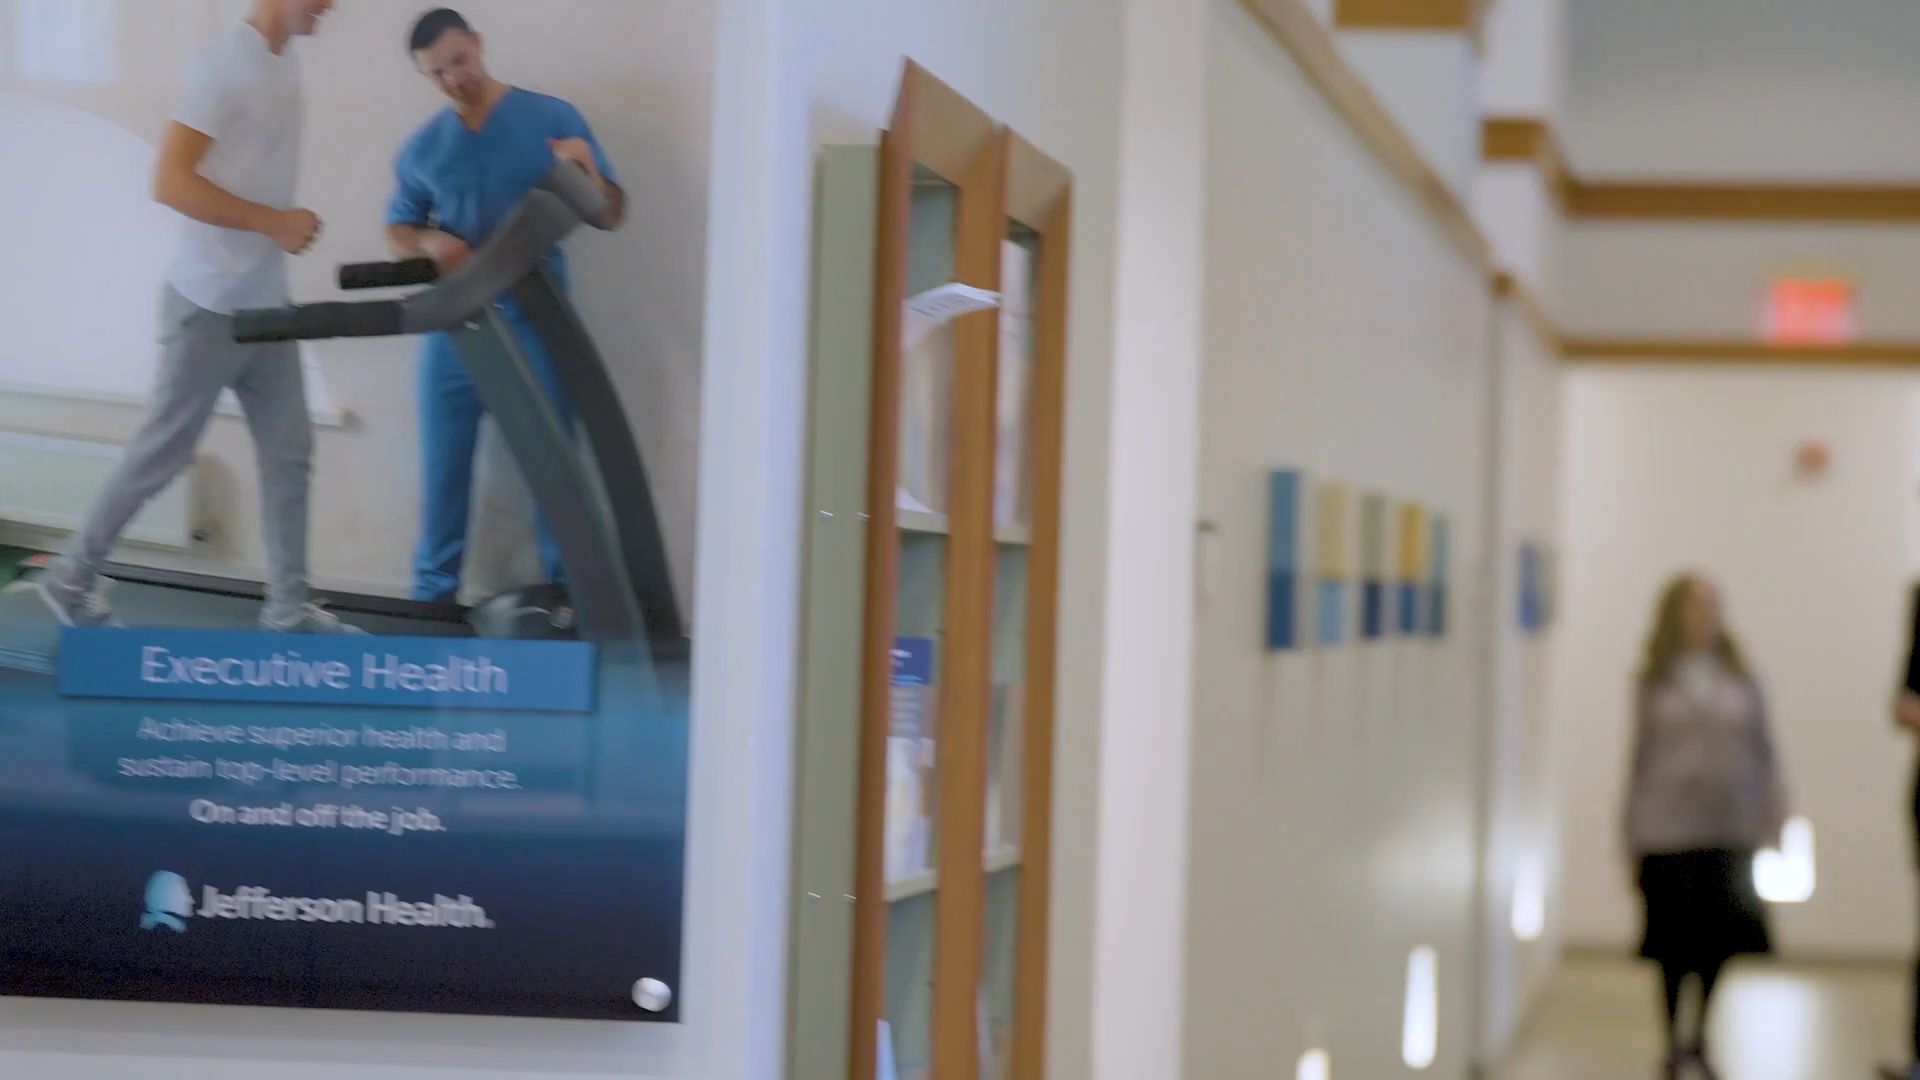 Executive Health
Achieve superior health and
sustain top-level performance.
On and off the job.
Jefferson Health.